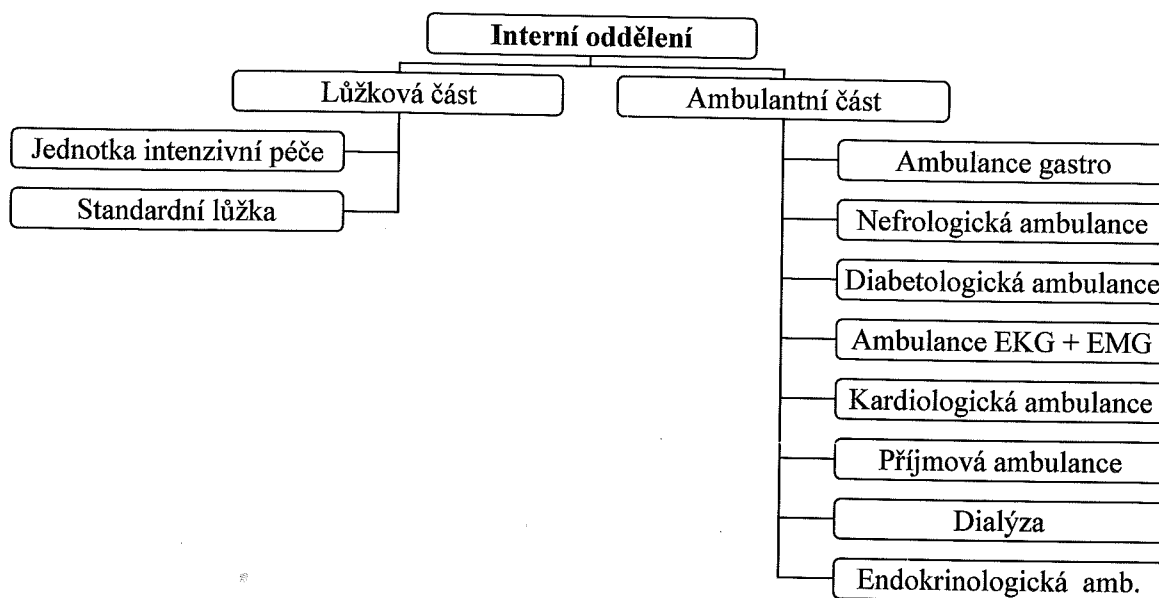 Interní oddělení
Lůžková část
Ambulantní část
Jednotka intenzivní péče
Standardní lůžka
Ambulance gastro
Nefrologická ambulance
Diabetologická ambulance
Ambulance EKG + EMG
Kardiologická ambulance
Příjmová ambulance
Dialýza
Endokrinologická amb.